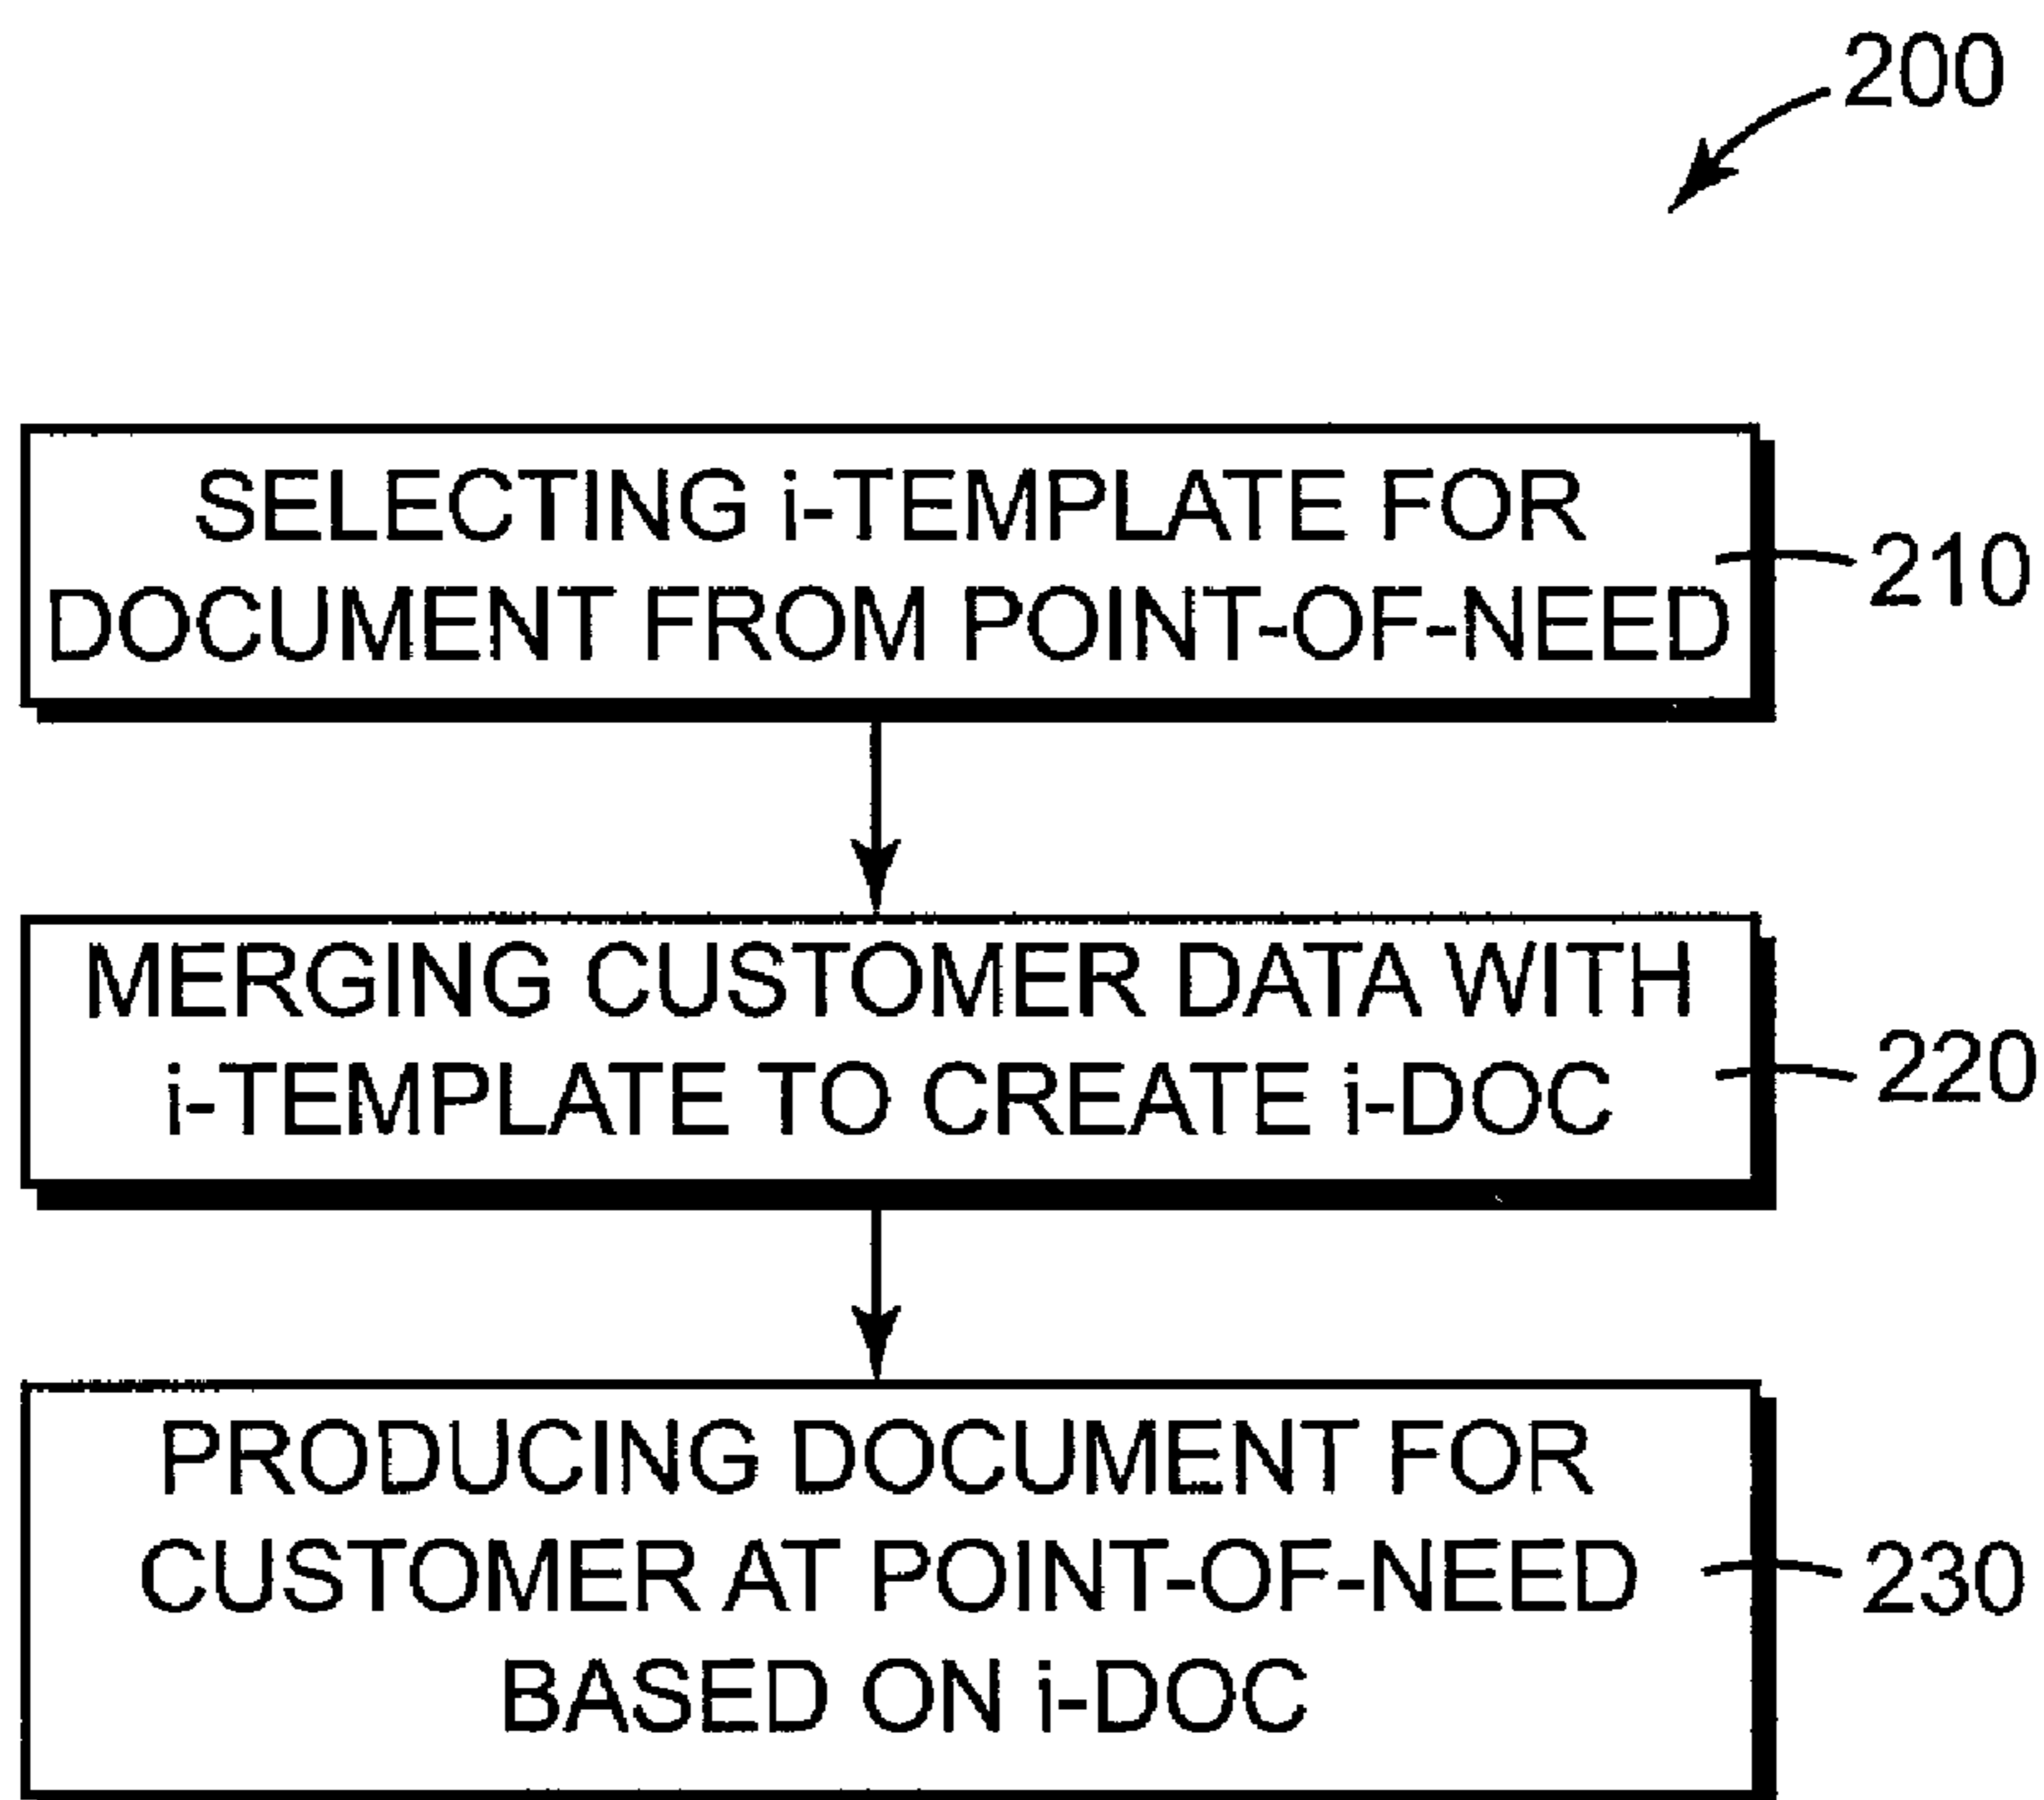 200
SELECTING i-TEMPLATE FOR
DOCUMENT FROM POINT-OF-NEED
210
MERGING CUSTOMER DATA WITH
i-TEMPLATE TO CREATE i-DOC
220
PRODUCING DOCUMENT FOR
CUSTOMER AT POINT-OF-NEED
BASED ON i-DOC
230